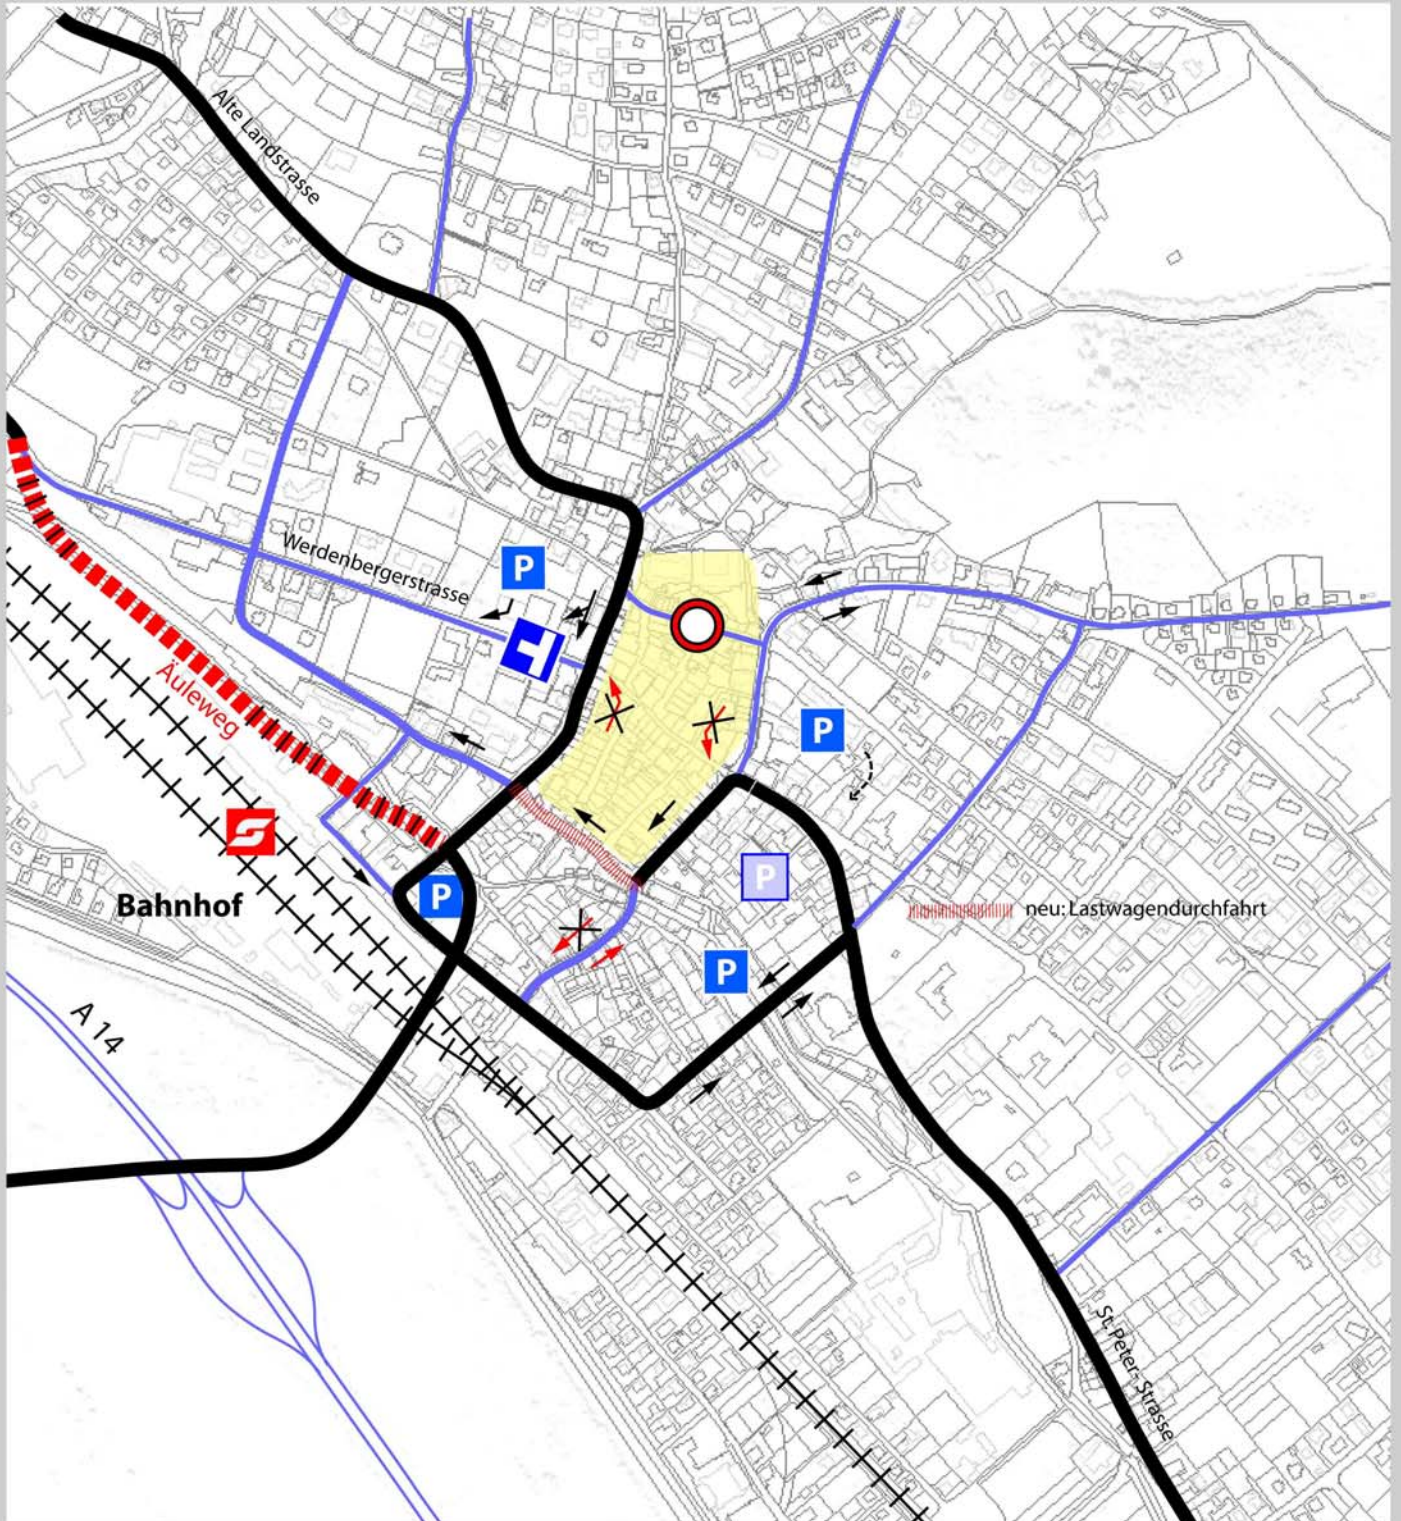 Alte Landstrasse
Werdenbergerstrasse
P
Äuleweg
P
P
Bahnhof
P
neu: Lastwagendurchfahrt
P
A 14
St. Peter- Strasse